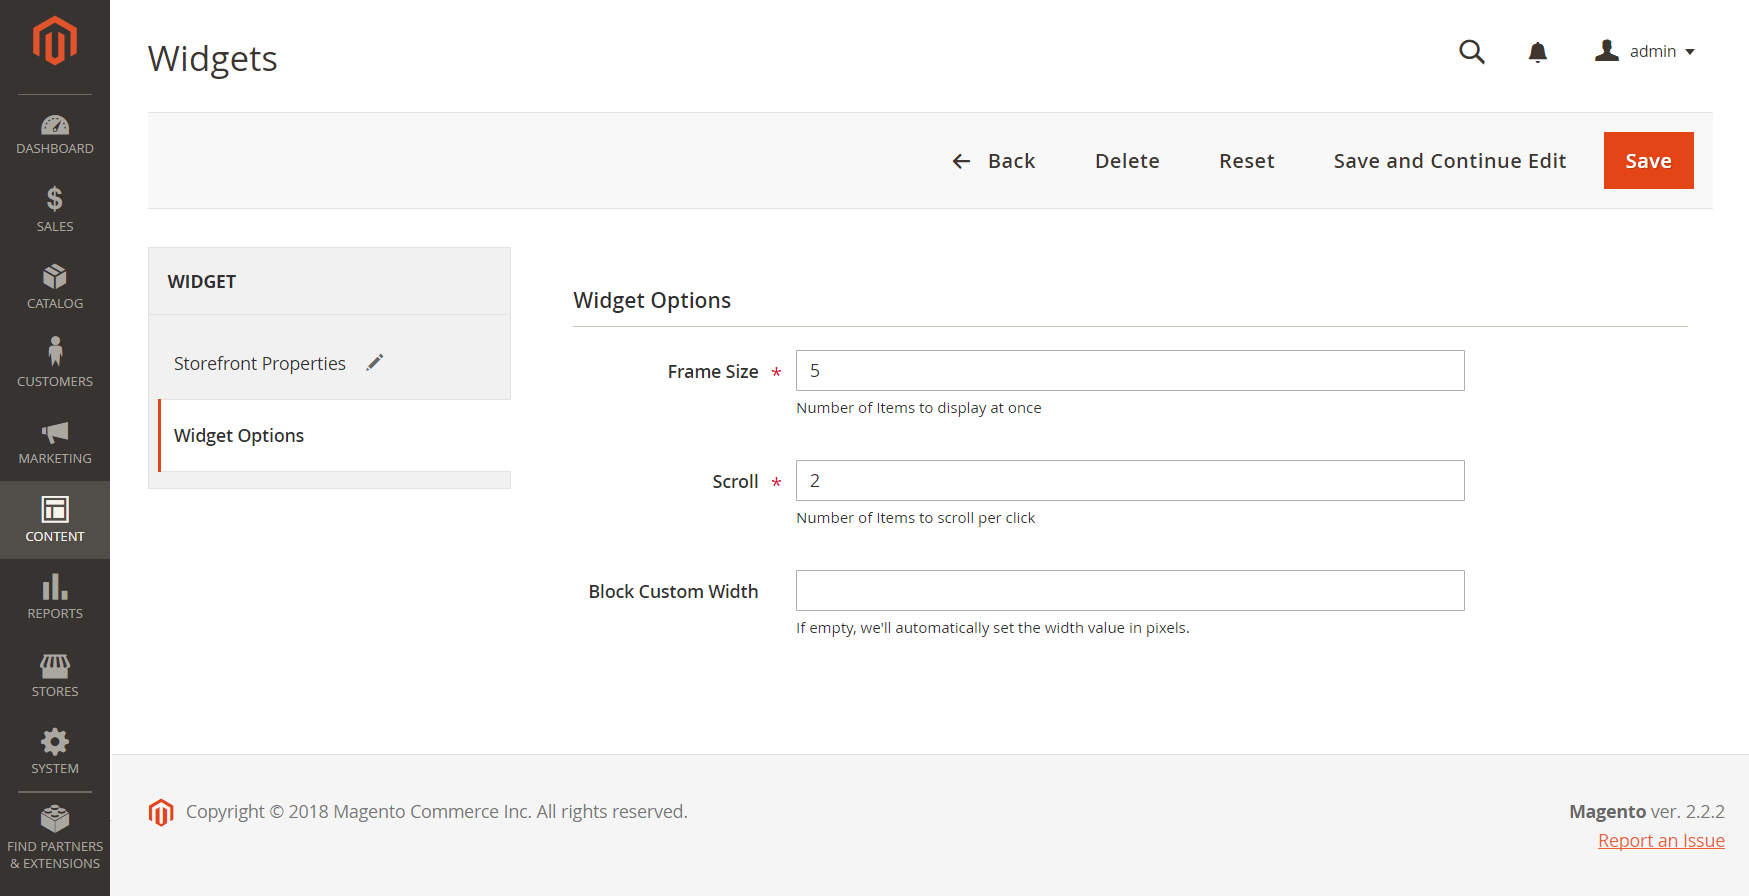 Widgets
admin
Back
Delete
Reset
Save and Continue Edit
Save
DASHBOARD
SALES
CATALOG
CUSTOMERS
MARKETING
CONTENT
REPORTS
STORES
SYSTEM
FIND PARTNERS
& EXTENSIONS
WIDGET
Storefront Properties
Widget Options
Widget Options
Frame Size *
5
Number of Items to display at once
Scroll *
2
Number of Items to scroll per click
Block Custom Width
If empty, we'll automatically set the width value in pixels.
Copyright © 2018 Magento Commerce Inc. All rights reserved.
Magento ver. 2.2.2
Report an Issue